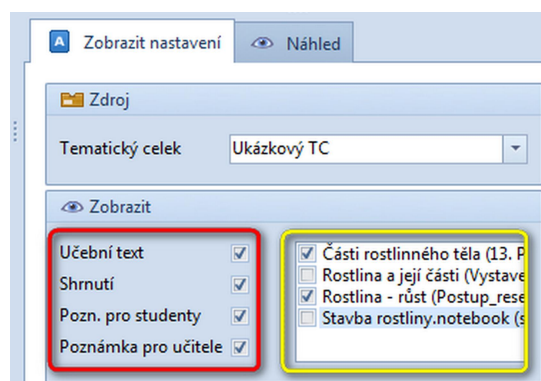 A Zobrazit nastavení Náhled
Zdroj
Tematický celek Ukázkový TC
Zobrazit
Učební text
Shrnutí
Pozn. pro studenty
Poznámka pro učitele
Části rostlinného těla (13. P
Rostlina a její části (Vystave
Rostlina - růst (Postup_rese
Stavba rostliny.notebook (s